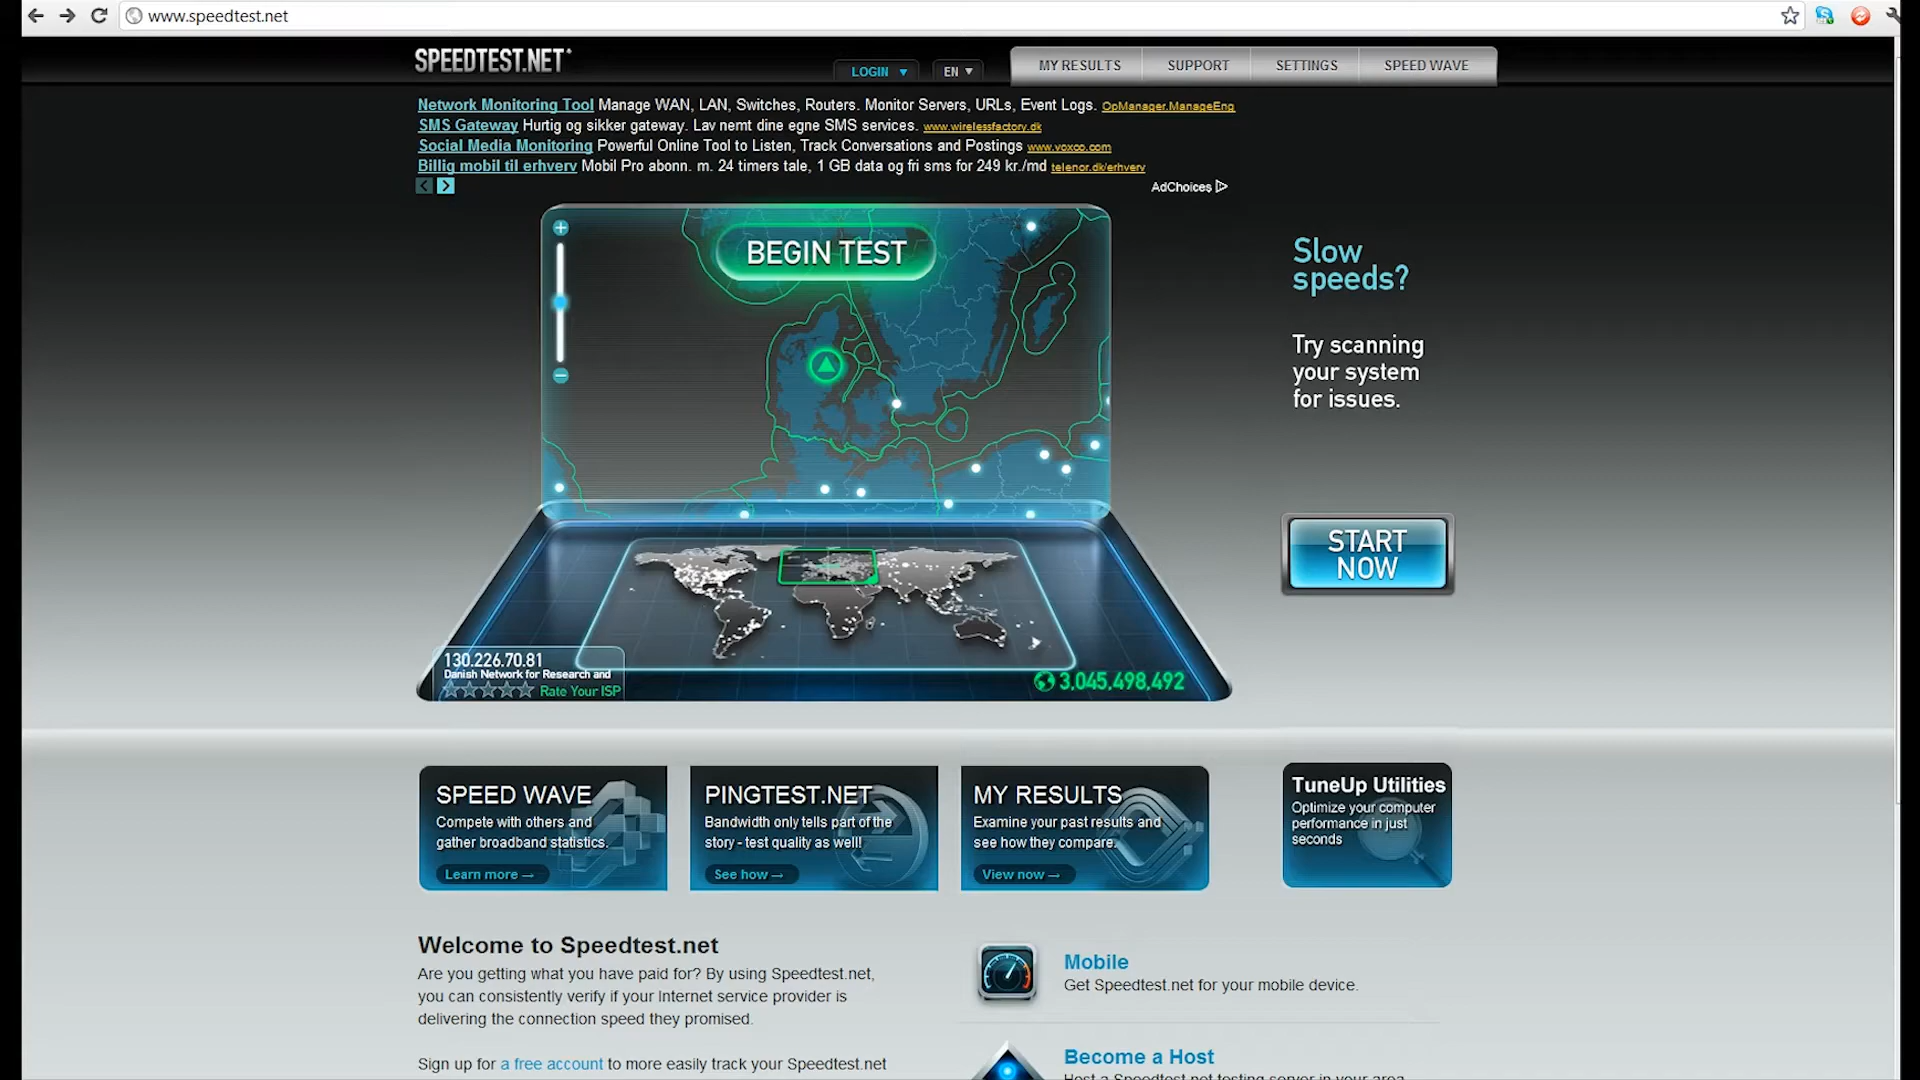 www.speedtest.net
SPEEDTEST.NET
LOGIN
EN
MY RESULTS
SUPPORT
SETTINGS
SPEED WAVE
Network Monitoring Tool Manage WAN, LAN, Switches, Routers. Monitor Servers, URLs, Event Logs. OpManager.ManageEng
SMS Gateway Hurtig og sikker gateway. Lav nemt dine egne SMS services. www.wirelessfactory.dk
Social Media Monitoring Powerful Online Tool to Listen, Track Conversations and Postings www.voxco.com
Billig mobil til erhverv Mobil Pro abonn. m. 24 timers tale, 1 GB data og fri sms for 249 kr./md telenor.dk/erhverv
AdChoices
BEGIN TEST
Slow
speeds?
Try scanning
your system
for issues.
START
NOW
130.226.70.81
Danish Network for Research and
Rate Your ISP
3,045,498,492
SPEED WAVE
Compete with others and
gather broadband statistics.
Learn more →
PINGTEST.NET
Bandwidth only tells part of the
story - test quality as well!
See how →
MY RESULTS
Examine your past results and
see how they compare.
View now →
TuneUp Utilities
Optimize your computer
performance in just
seconds
Welcome to Speedtest.net
Are you getting what you have paid for? By using Speedtest.net,
you can consistently verify if your Internet service provider is
delivering the connection speed they promised.
Sign up for a free account to more easily track your Speedtest.net
Mobile
Get Speedtest.net for your mobile device.
Become a Host
Host a Speedtest.net testing server in your area